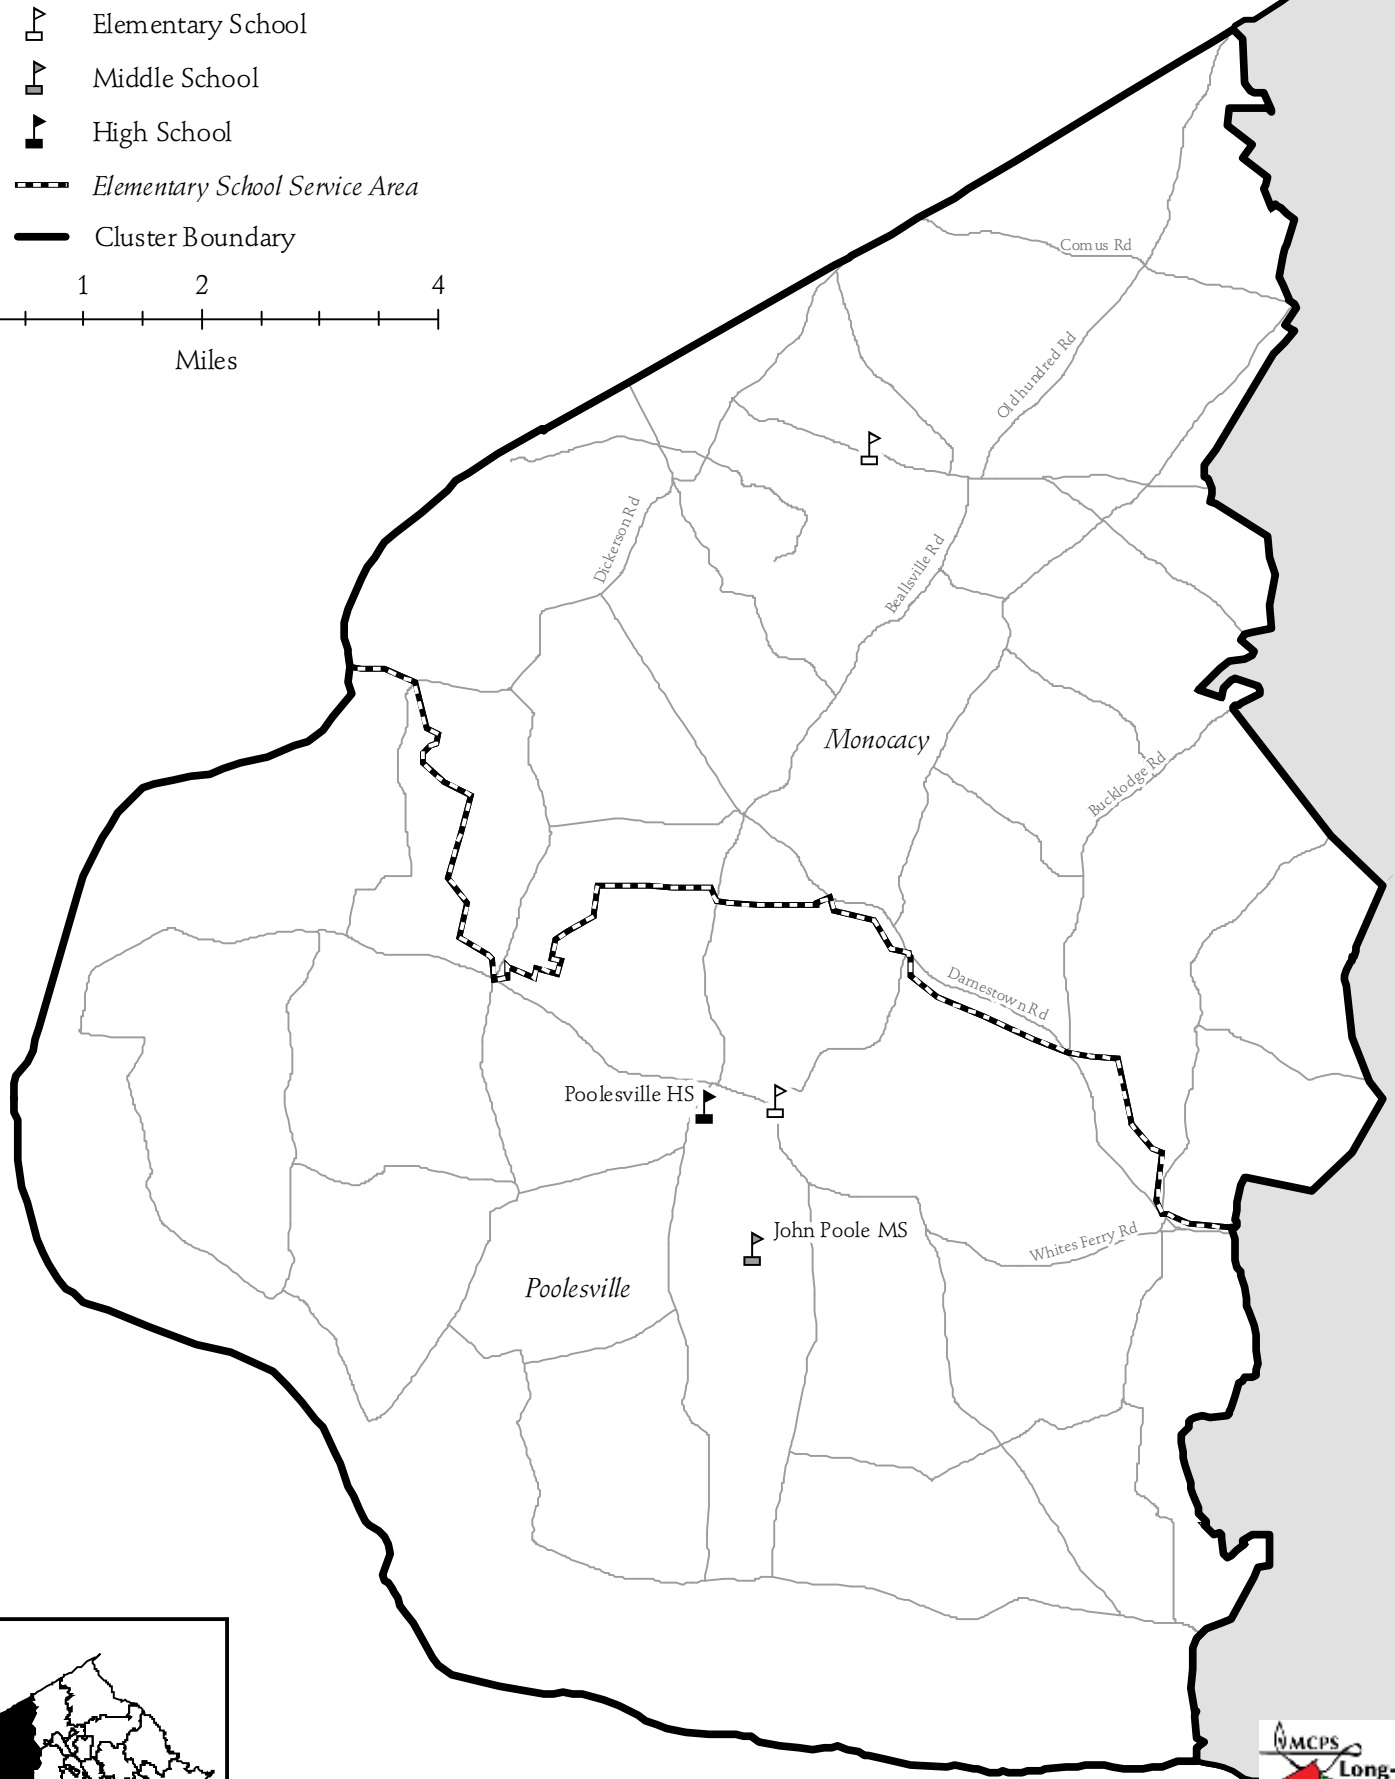 Elementary School
Middle School
High School
Elementary School Service Area
Cluster Boundary
1 2 4
Miles
Comus Rd
Oldhundred Rd
Dickerson Rd
Beallsville Rd
Monocacy
Bucklodge Rd
Darnestown Rd
Poolesville HS
John Poole MS
Whites Ferry Rd
Poolesville
MCPS
Long-